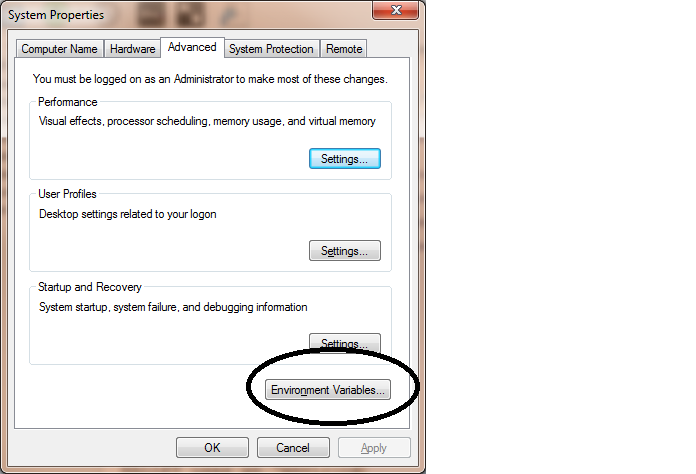 System Properties
Computer Name Hardware Advanced System Protection Remote
You must be logged on as an Administrator to make most of these changes.
Performance
Visual effects, processor scheduling, memory usage, and virtual memory
Settings...
User Profiles
Desktop settings related to your logon
Settings...
Startup and Recovery
System startup, system failure, and debugging information
Settings...
Environment Variables...
OK Cancel Apply